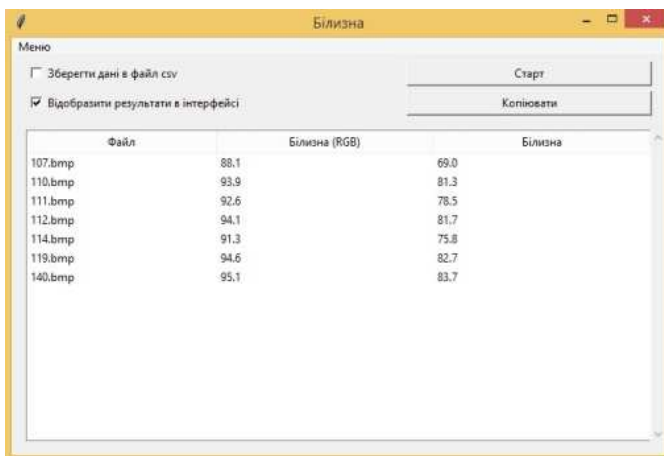 Білизна
Меню
Зберегти дані в файл csv
Старт
Відобразити результати в інтерфейсі
Копіювати
Файл Білизна (RGB) Білизна
107.bmp 88.1 69.0
110.bmp 93.9 81.3
111.bmp 92.6 78.5
112.bmp 94.1 81.7
114.bmp 91.3 75.8
119.bmp 94.6 82.7
140.bmp 95.1 83.7